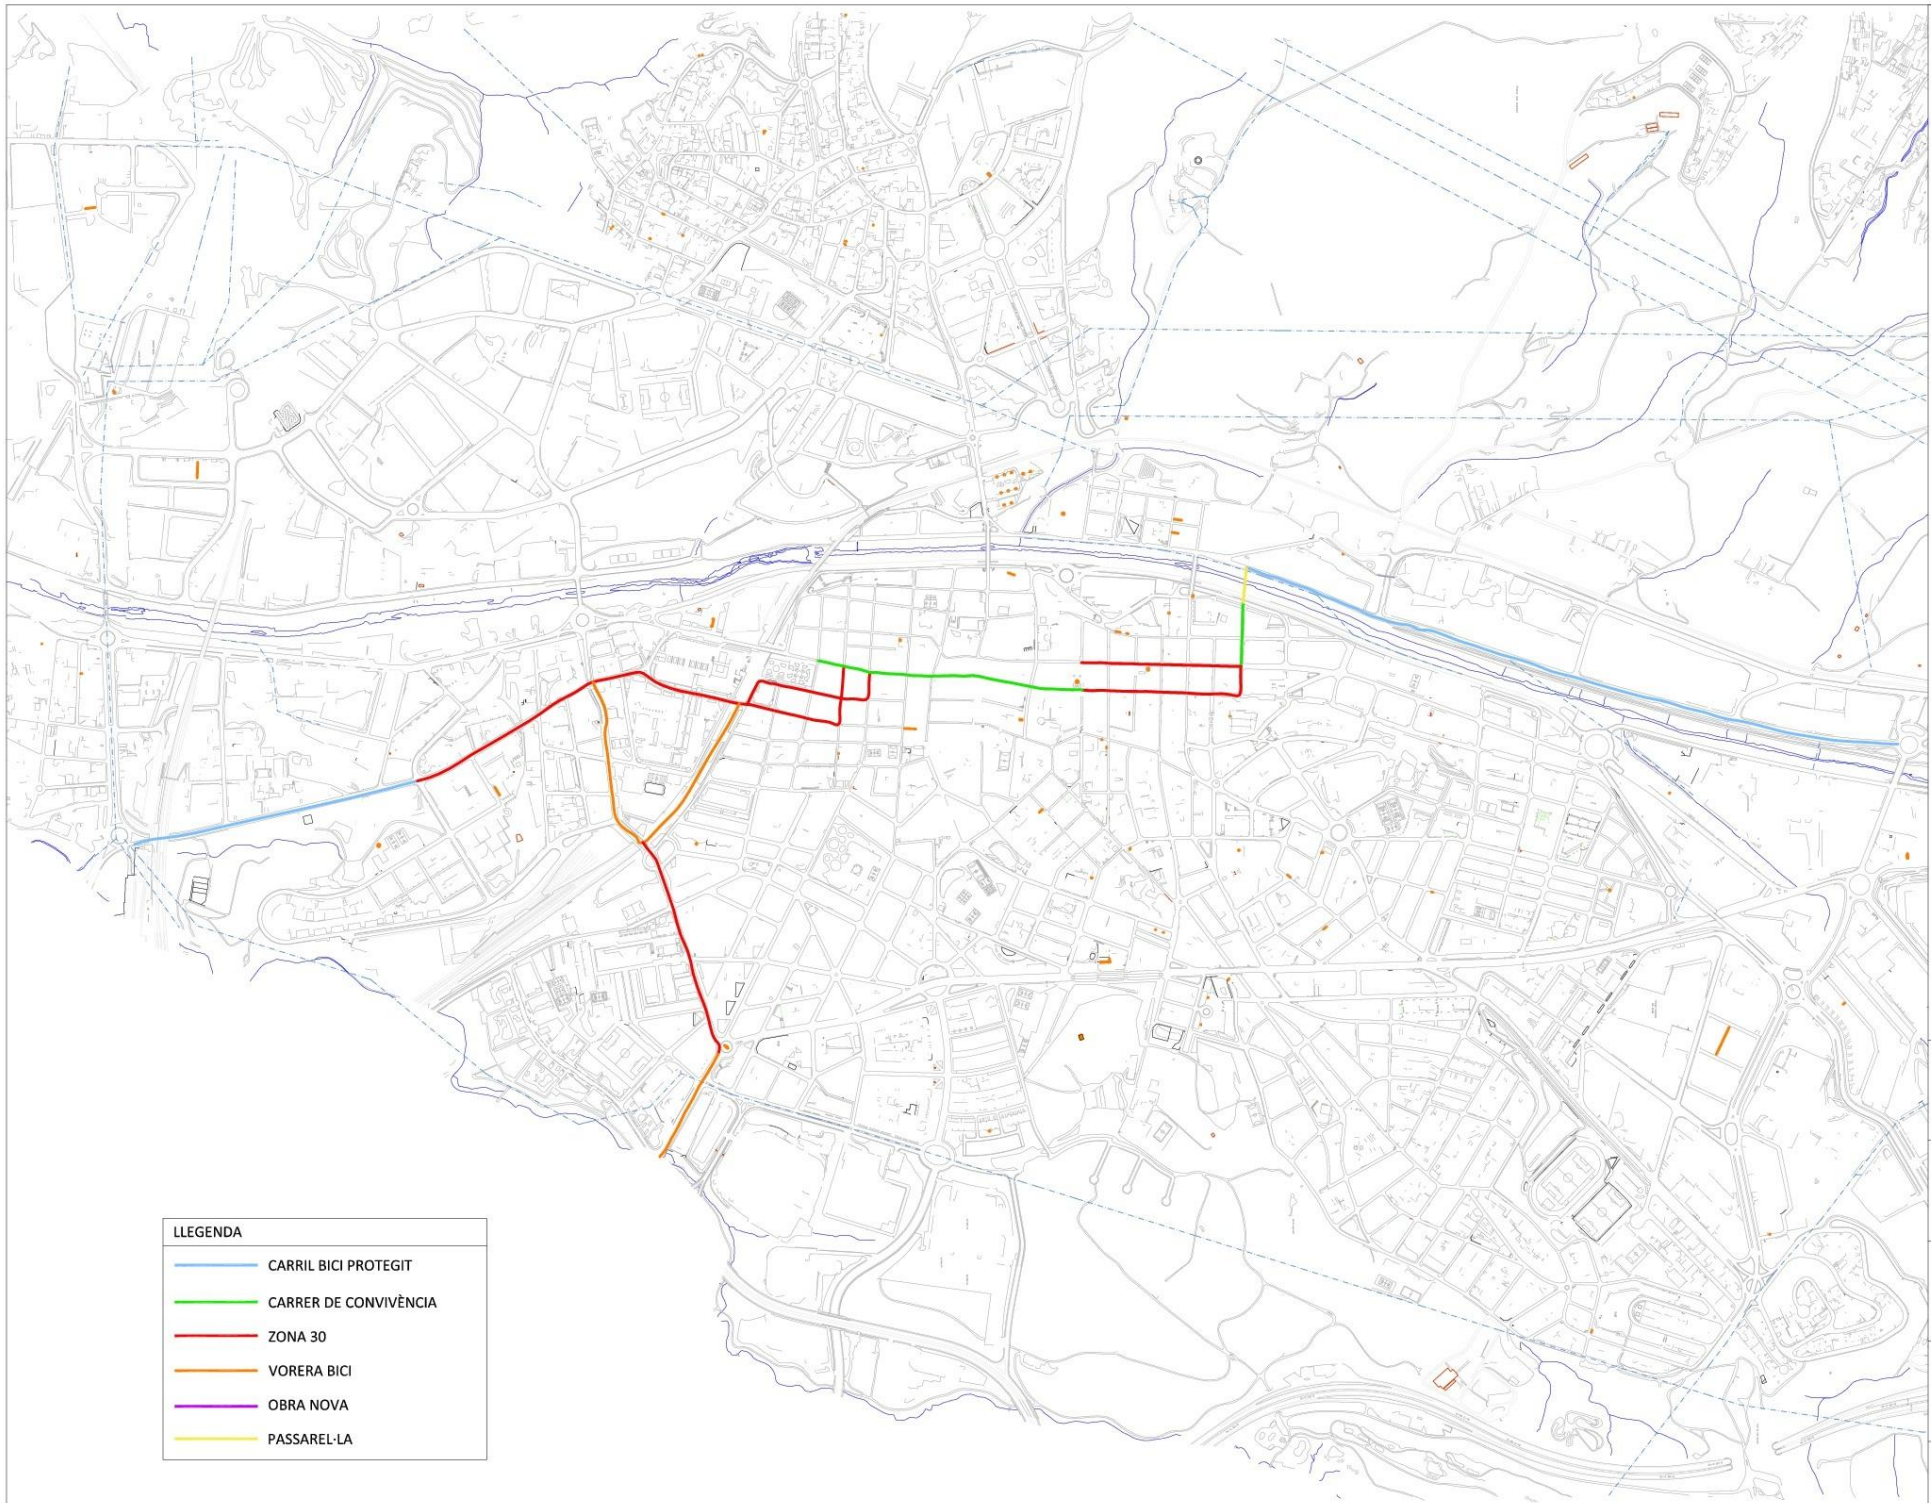 LLEGENDA
CARRIL BICI PROTEGIT
CARRER DE CONVIVÈNCIA
ZONA 30
VORERA BICI
OBRA NOVA
PASSAREL·LA